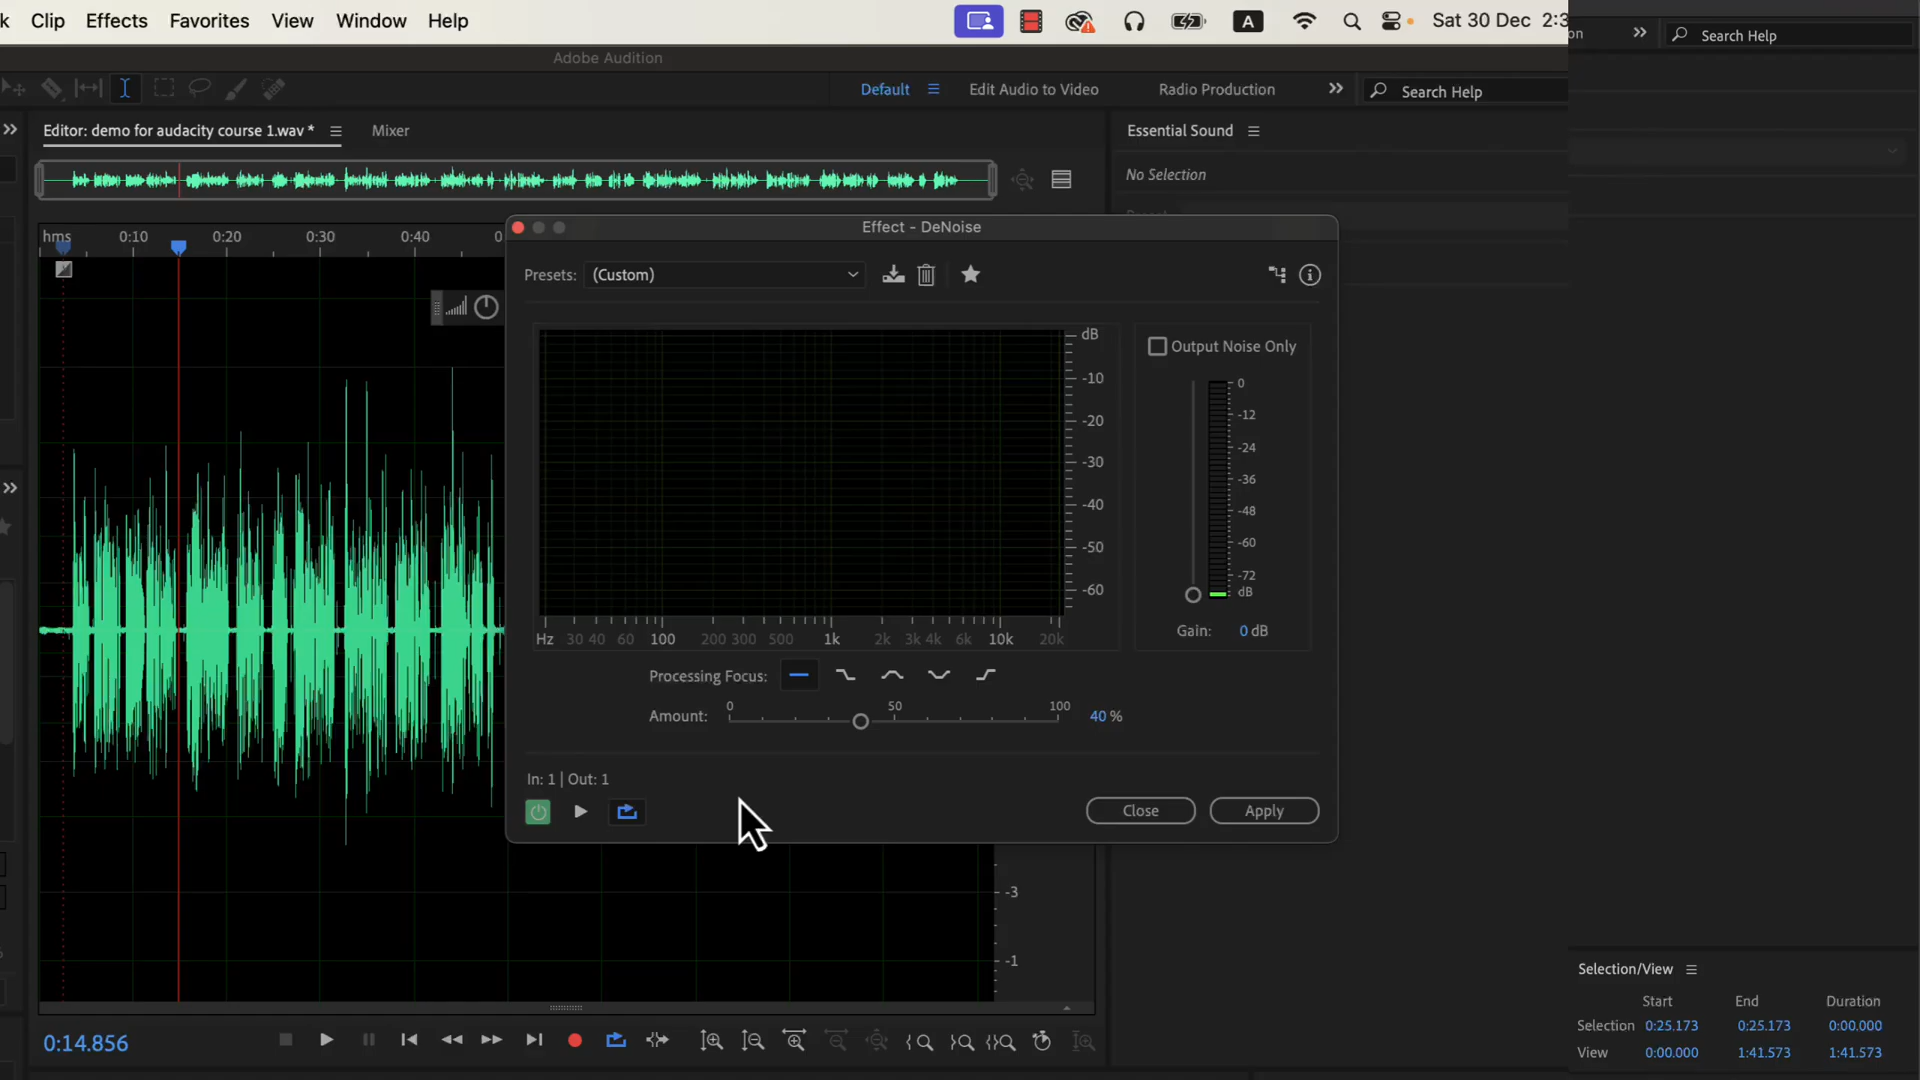 k Clip Effects Favorites View Window Help
A Sat 30 Dec 2:3
on Search Help
Adobe Audition
Default Edit Audio to Video Radio Production Search Help
Editor: demo for audacity course 1.wav * Mixer
Essential Sound
No Selection
hms 0:10 0:20 0:30 0:40 0
Effect - DeNoise
Presets: (Custom)
dB
-10
-20
-30
-40
-50
-60
Hz 30 40 60 100 200 300 500 1k 2k 3k 4k 6k 10k 20k
Output Noise Only
0
-12
-24
-36
-48
-60
-72
dB
Gain: 0 dB
Processing Focus:
0 50 100
Amount: 40 %
In: 1 | Out: 1
Close Apply
-3
-1
0:14.856
Selection/View
Start End Duration
Selection 0:25.173 0:25.173 0:00.000
View 0:00.000 1:41.573 1:41.573